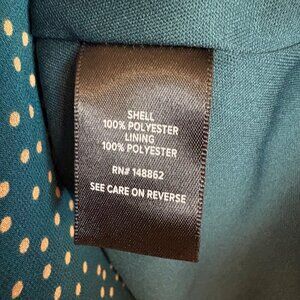 SHELL
100% POLYESTER
LINING
100% POLYESTER
RN# 148862
SEE CARE ON REVERSE